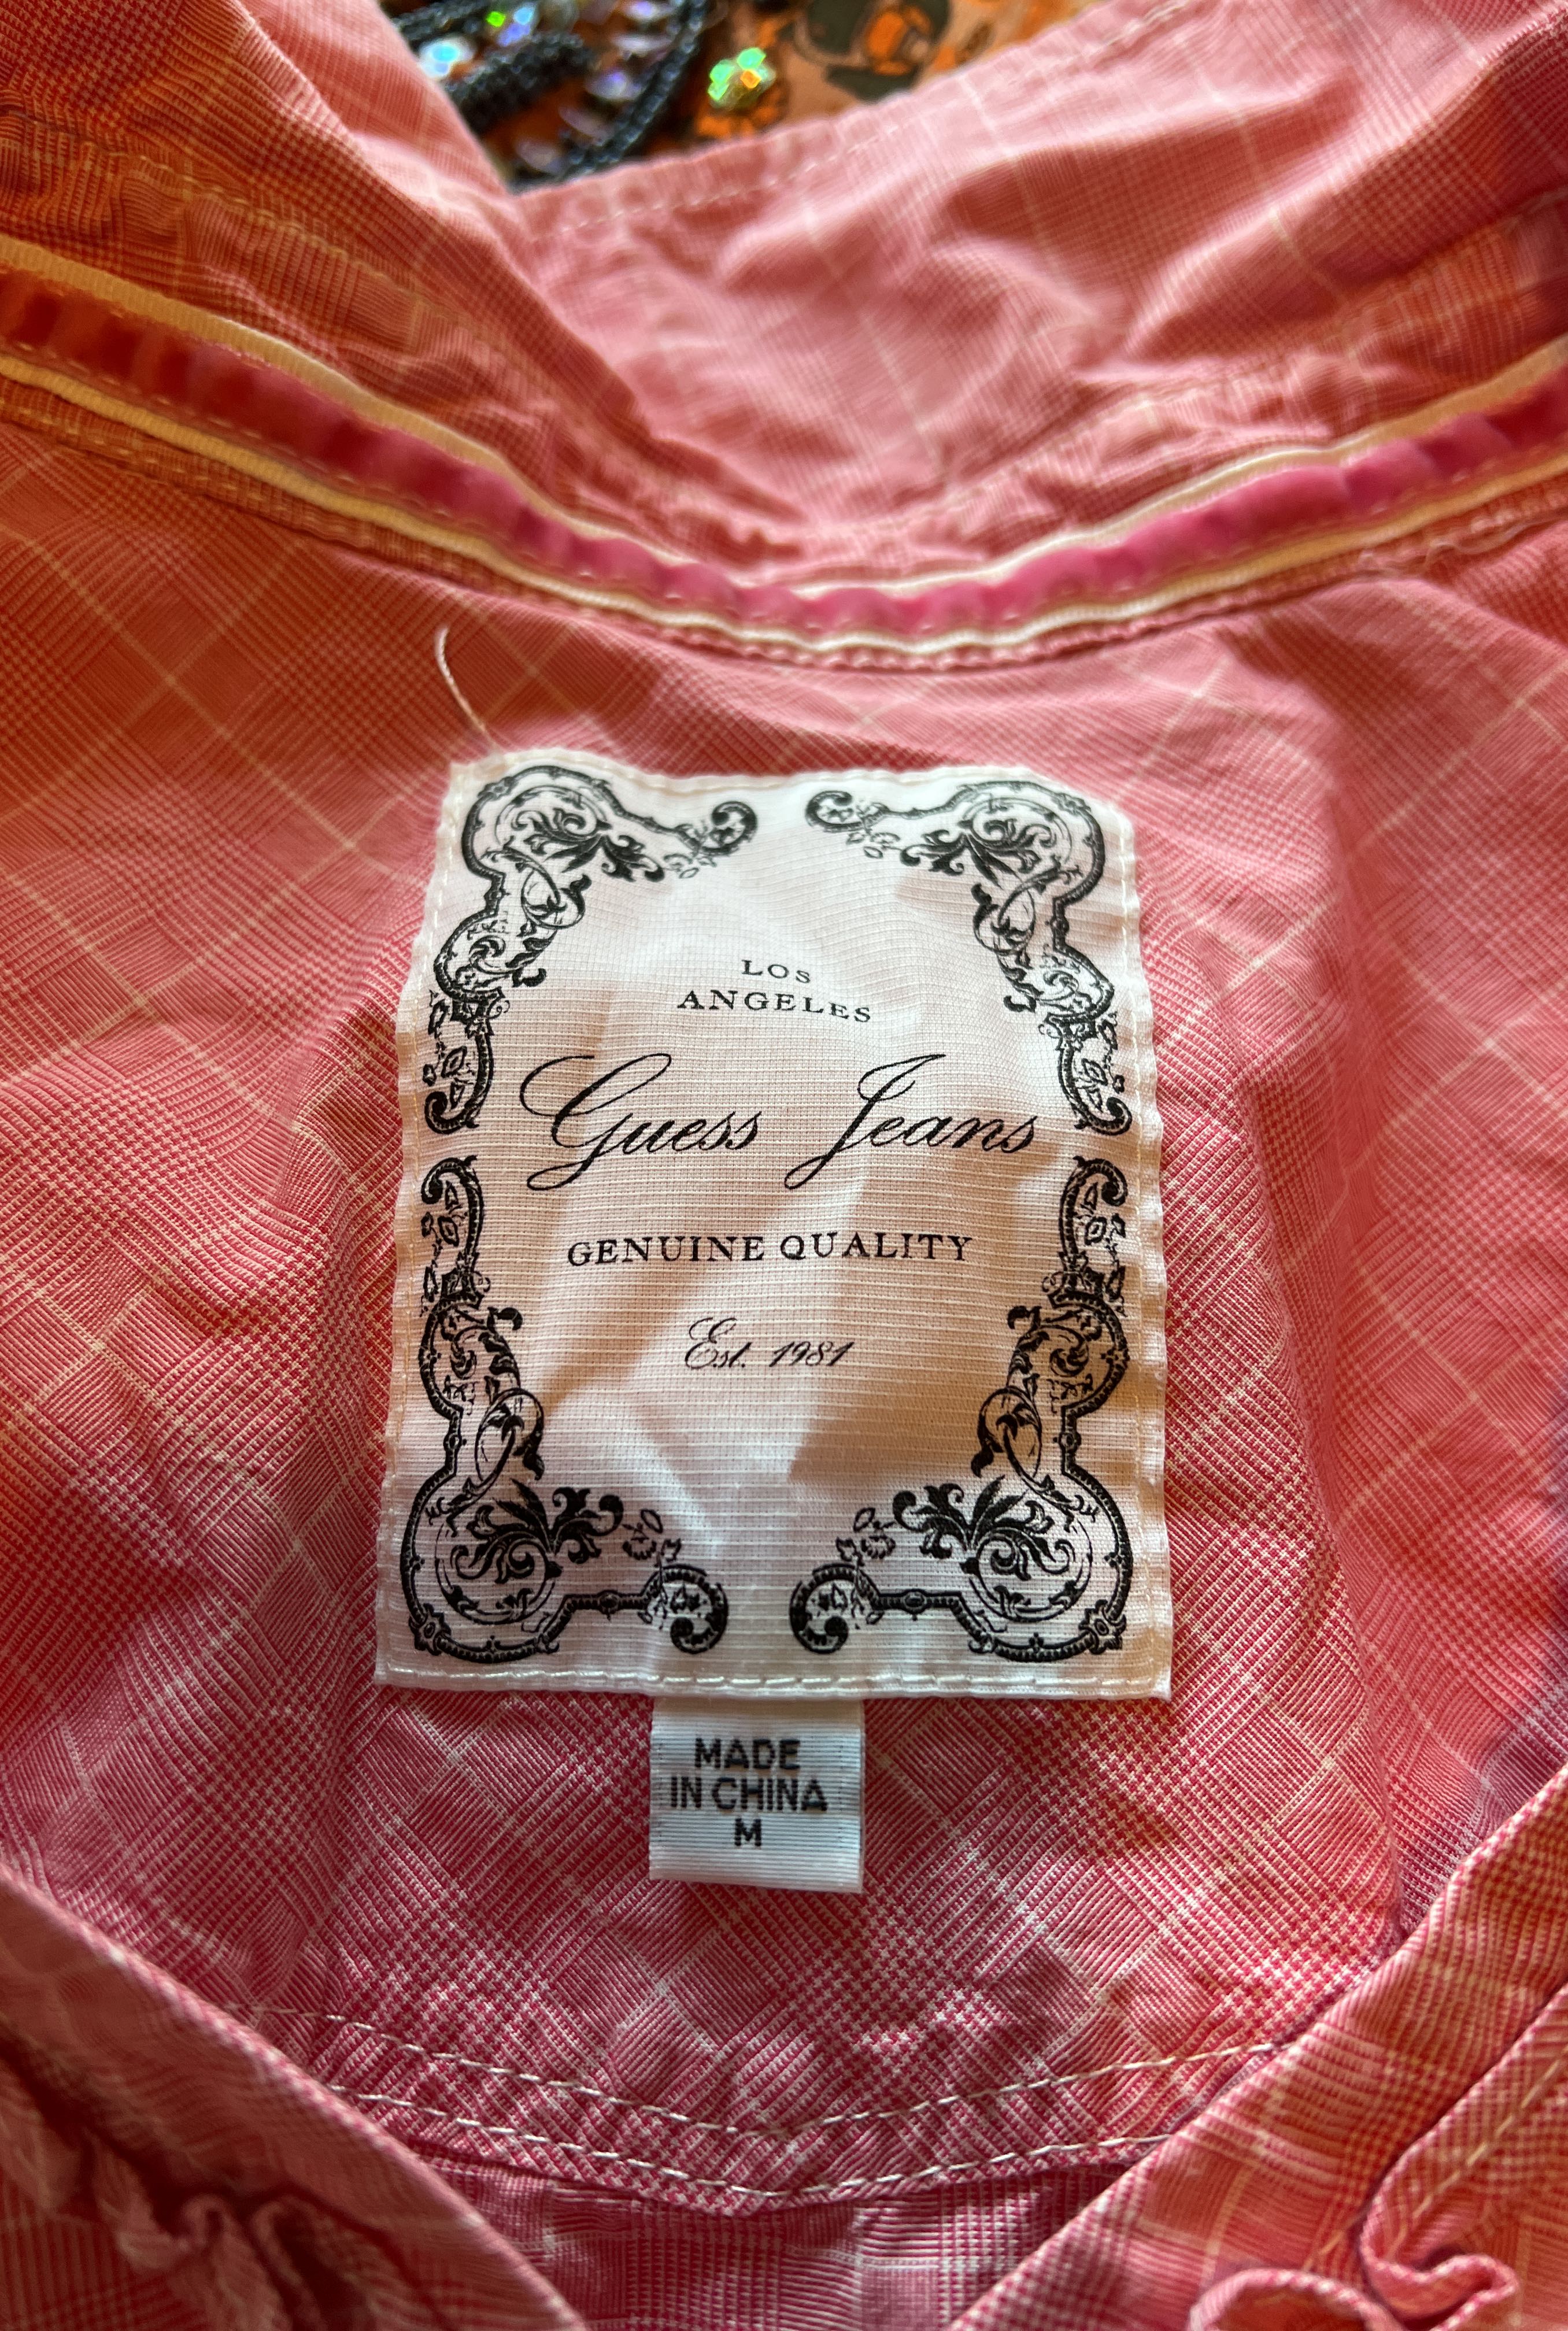 LOS
ANGELES
Guess Jeans
GENUINE QUALITY
Est. 1981
MADE
IN CHINA
M